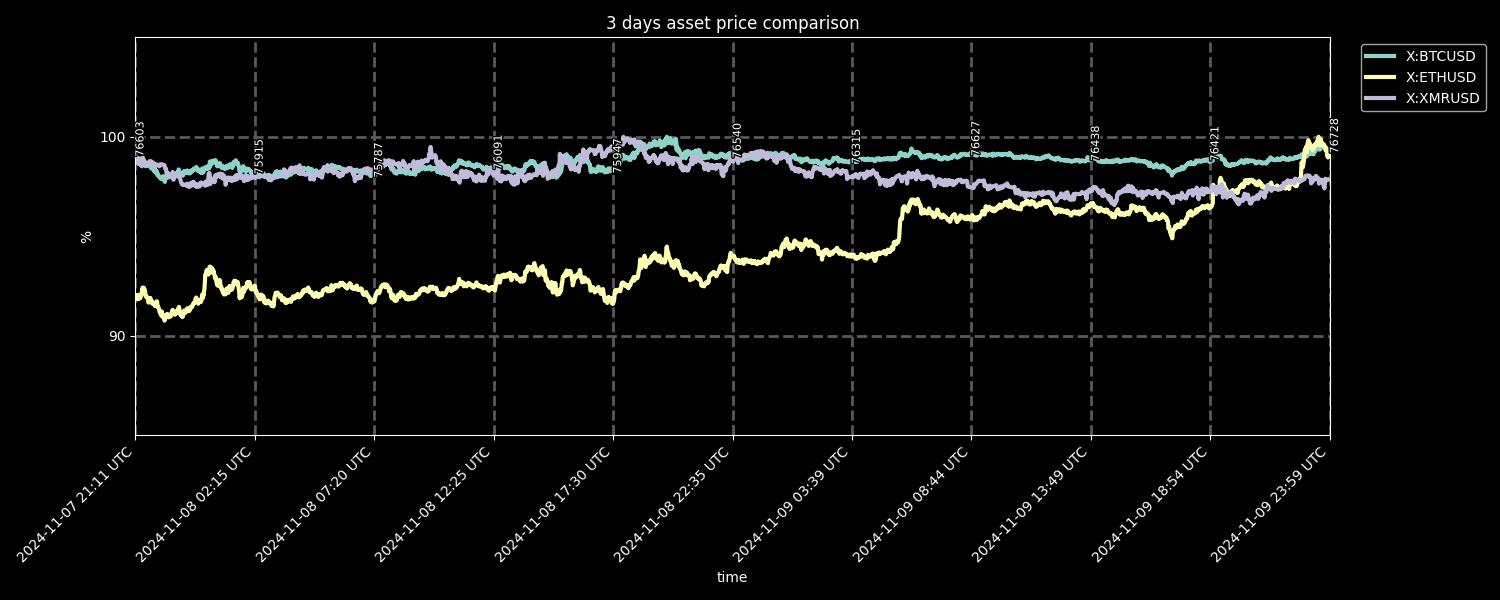 3 days asset price comparison
X:BTCUSD
X:ETHUSD
X:XMRUSD
100
90
%
76603
75915
75787
76091
75947
76540
76315
76627
76438
76421
76728
2024-11-07 21:11 UTC
2024-11-08 02:15 UTC
2024-11-08 07:20 UTC
2024-11-08 12:25 UTC
2024-11-08 17:30 UTC
2024-11-08 22:35 UTC
2024-11-09 03:39 UTC
2024-11-09 08:44 UTC
2024-11-09 13:49 UTC
2024-11-09 18:54 UTC
2024-11-09 23:59 UTC
time